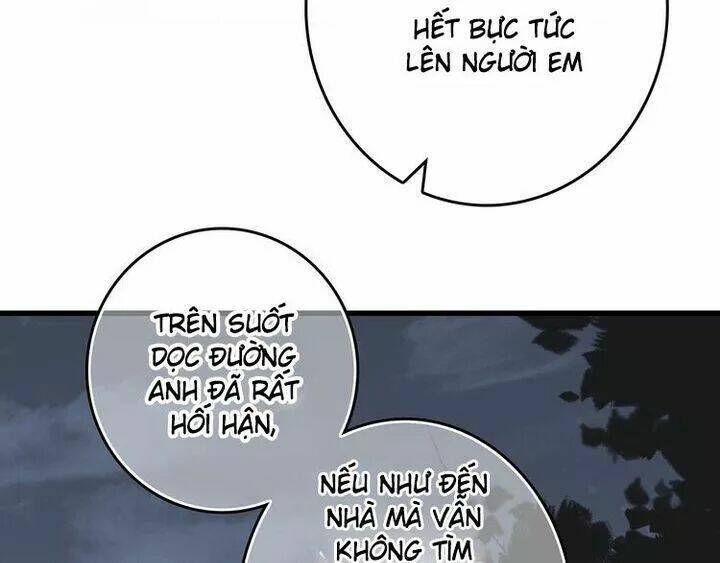 HẾT BỰC TỨC
LÊN NGƯỜI EM
TRÊN SUỐT
DỌC ĐƯỜNG
ANH ĐÃ RẤT
HỐI HẬN,
NẾU NHƯ ĐẾN
NHÀ MÀ VẪN
KHÔNG TÌM